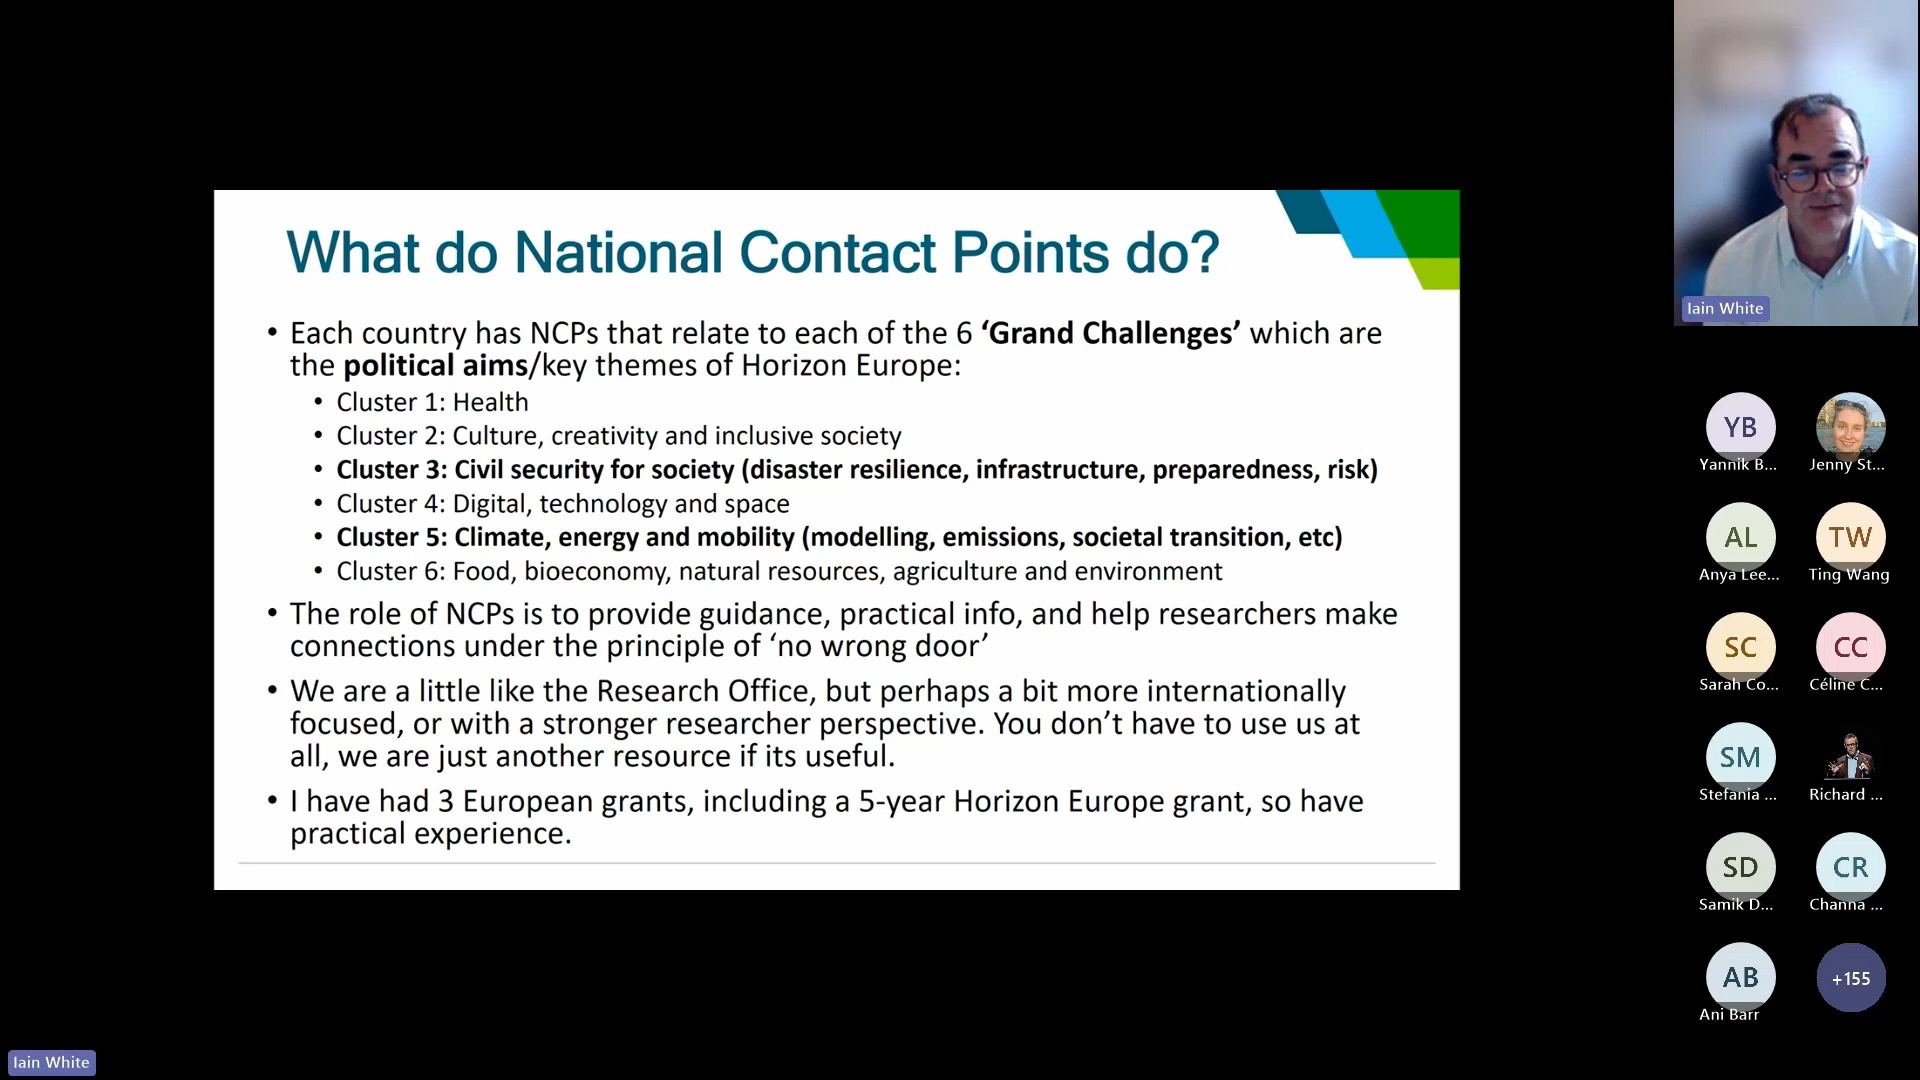 What do National Contact Points do?
• Each country has NCPs that relate to each of the 6 ‘Grand Challenges’ which are
the political aims/key themes of Horizon Europe:
• Cluster 1: Health
• Cluster 2: Culture, creativity and inclusive society
• Cluster 3: Civil security for society (disaster resilience, infrastructure, preparedness, risk)
• Cluster 4: Digital, technology and space
• Cluster 5: Climate, energy and mobility (modelling, emissions, societal transition, etc)
• Cluster 6: Food, bioeconomy, natural resources, agriculture and environment
• The role of NCPs is to provide guidance, practical info, and help researchers make
connections under the principle of ‘no wrong door’
• We are a little like the Research Office, but perhaps a bit more internationally
focused, or with a stronger researcher perspective. You don’t have to use us at
all, we are just another resource if its useful.
• I have had 3 European grants, including a 5-year Horizon Europe grant, so have
practical experience.
Iain White
YB
Yannik B...
Jenny St...
AL
Anya Lee...
TW
Ting Wang
SC
Sarah Co...
CC
Céline C...
SM
Stefania ...
Richard ...
SD
Samik D...
CR
Channa ...
AB
Ani Barr
+155
Iain White